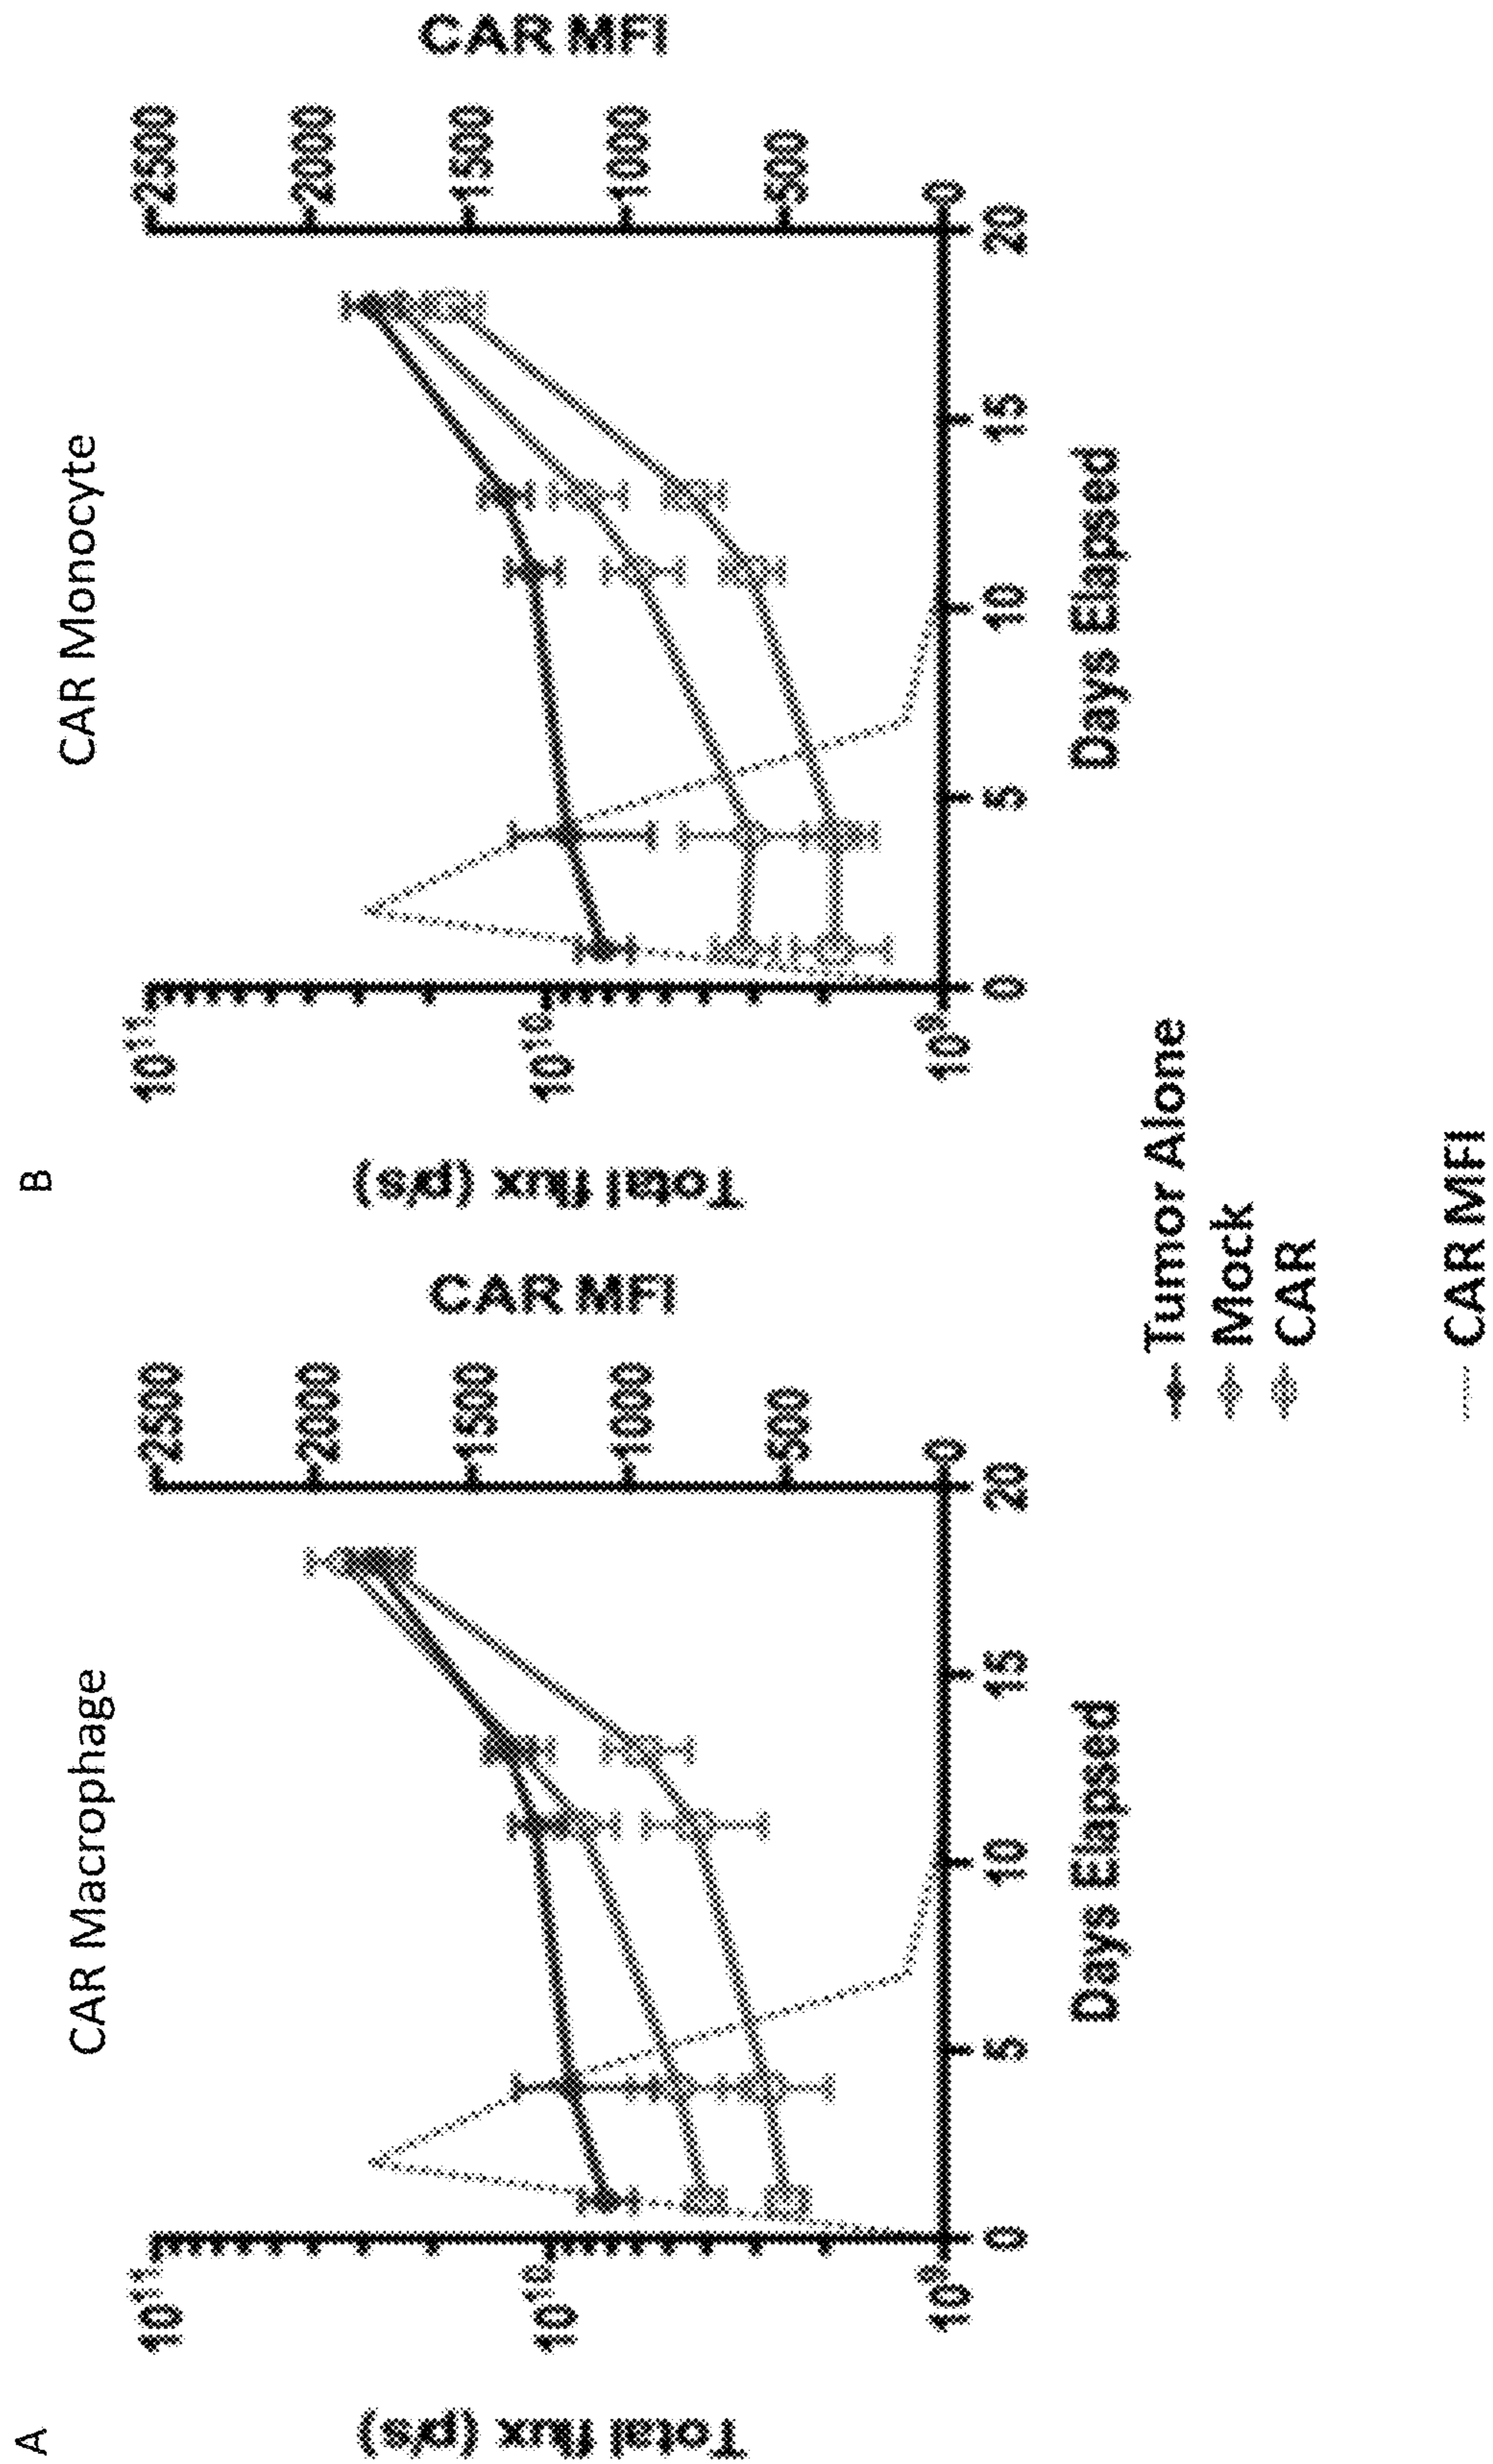 A
CAR Macrophage
Total flux (p/s)
10¹¹
10¹⁰
10⁹
2500
2000
1500
1000
500
0
CAR MFI
0
5
10
15
20
Days Elapsed
B
CAR Monocyte
Total flux (p/s)
10¹¹
10¹⁰
10⁹
2500
2000
1500
1000
500
0
CAR MFI
0
5
10
15
20
Days Elapsed
Tumor Alone
Mock
CAR
CAR MFI